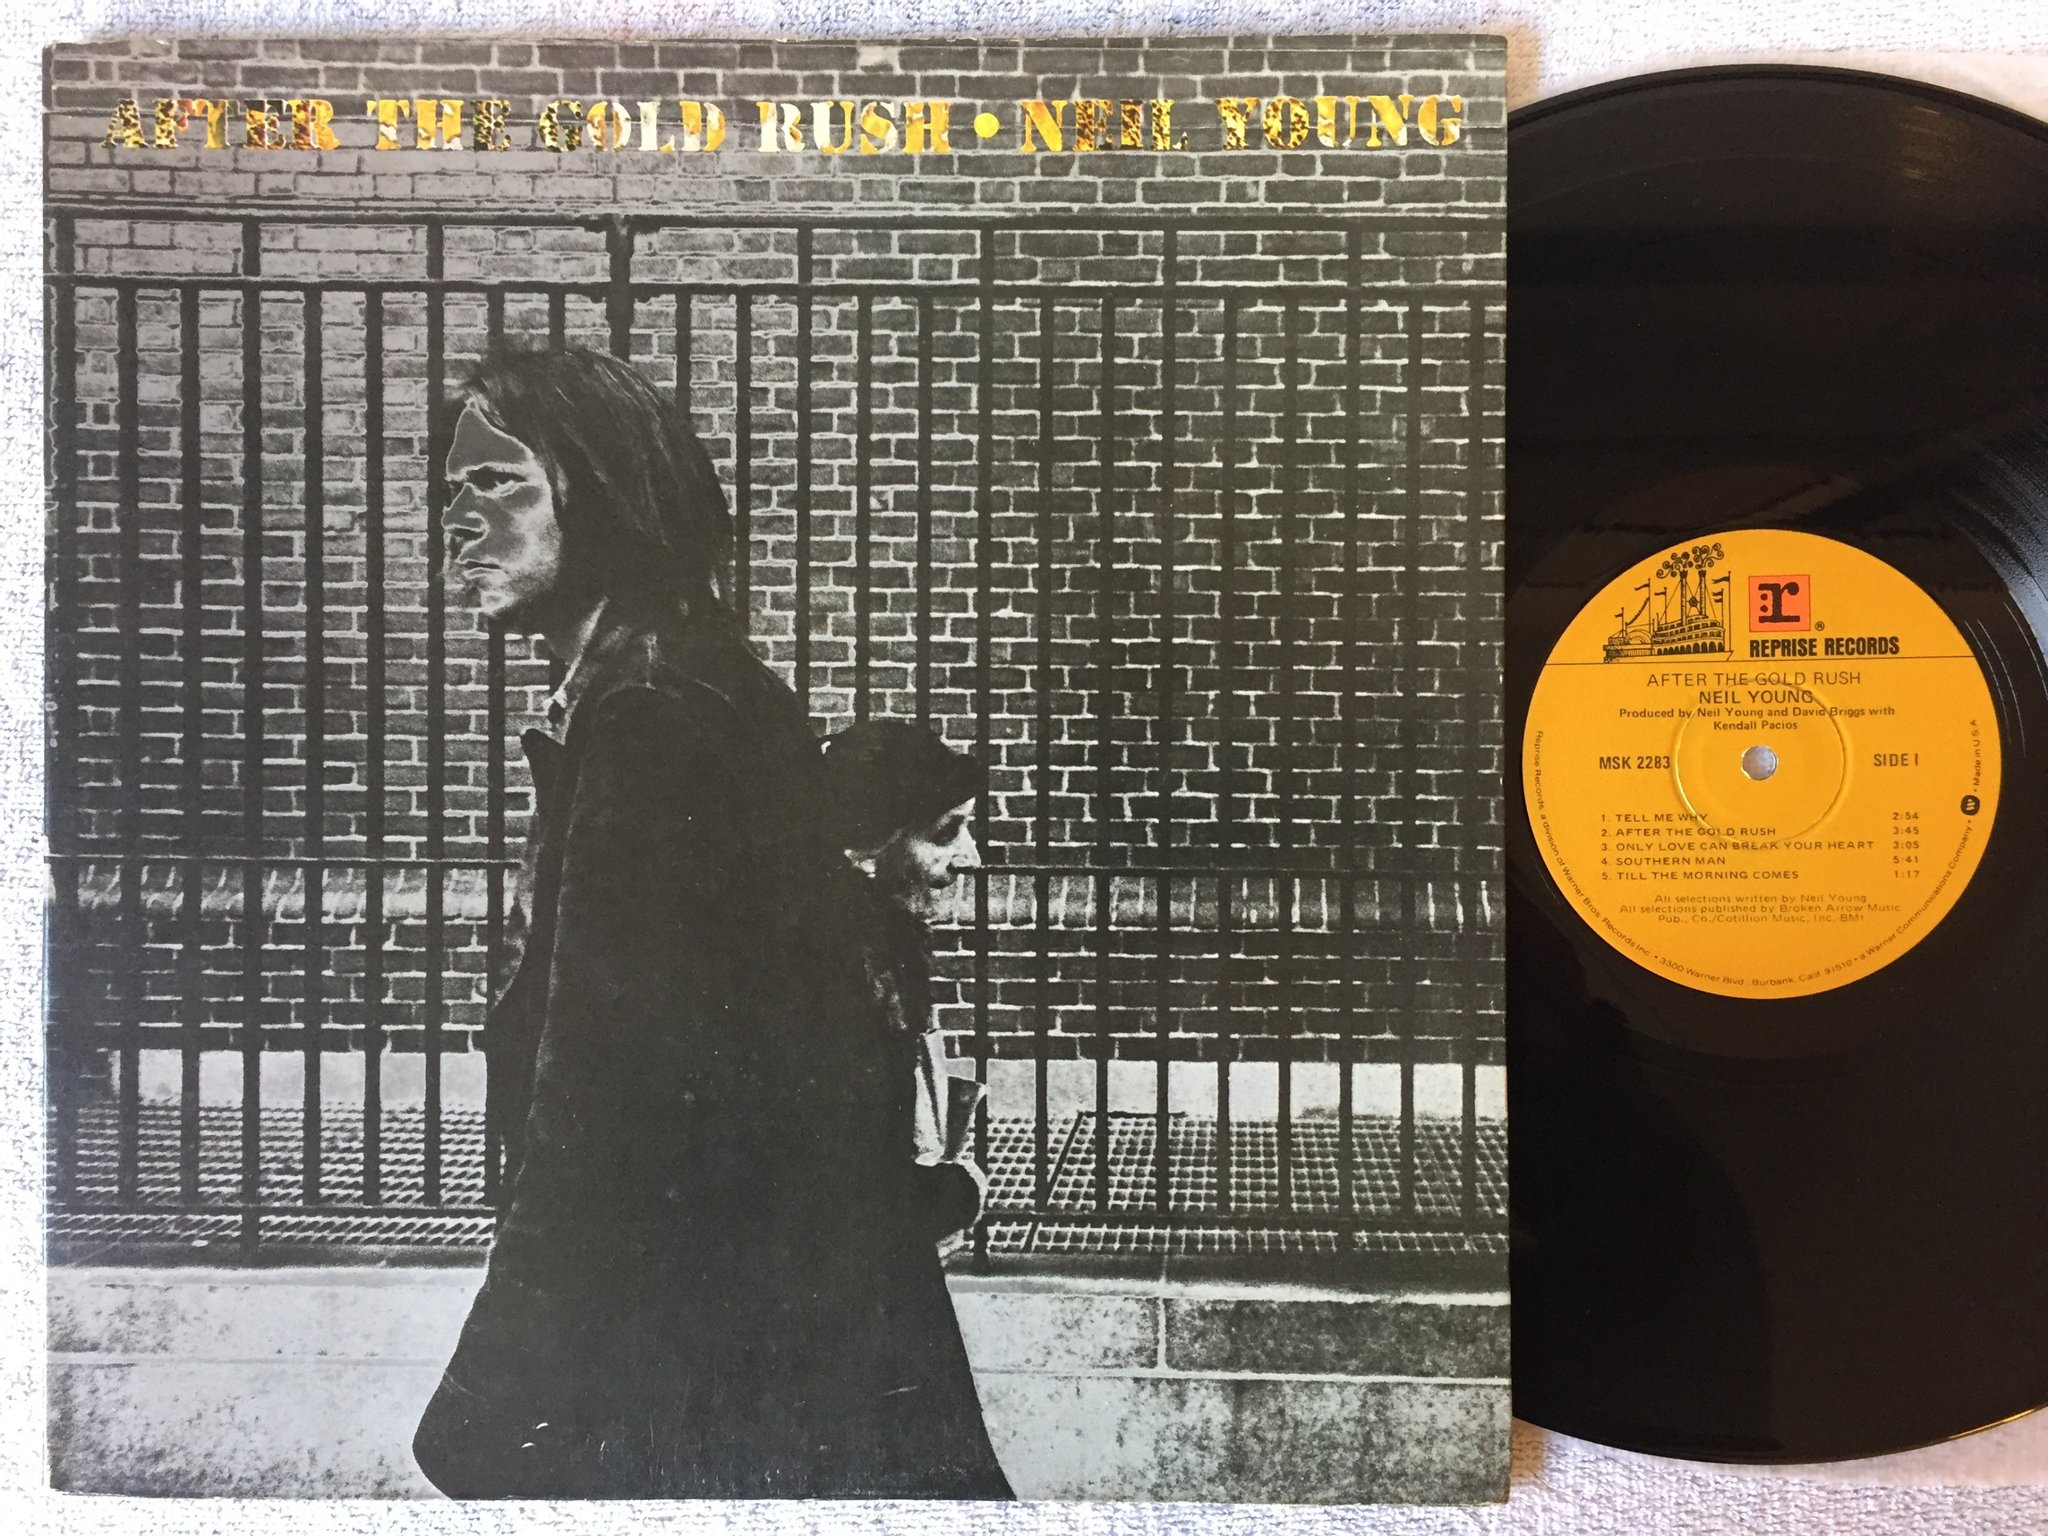 AFTER THE GOLD RUSH • NEIL YOUNG
r
®
REPRISE RECORDS
AFTER THE GOLD RUSH
NEIL YOUNG
Produced by Neil Young and David Briggs with
Kendall Pacios
MSK 2283
SIDE 1
1. TELL ME WHY 2:54
2. AFTER THE GOLD RUSH 3:45
3. ONLY LOVE CAN BREAK YOUR HEART 3:05
4. SOUTHERN MAN 5:41
5. TILL THE MORNING COMES 1:17
All selections written by Neil Young
All selections published by Broken Arrow Music
Pub., Co./Cotillion Music, Inc.-BMI
Reprise Records, a division of Warner Bros. Records Inc. • 3300 Warner Blvd., Burbank, Calif. 91510 • a Warner Communications Company • W • Made in U.S.A.